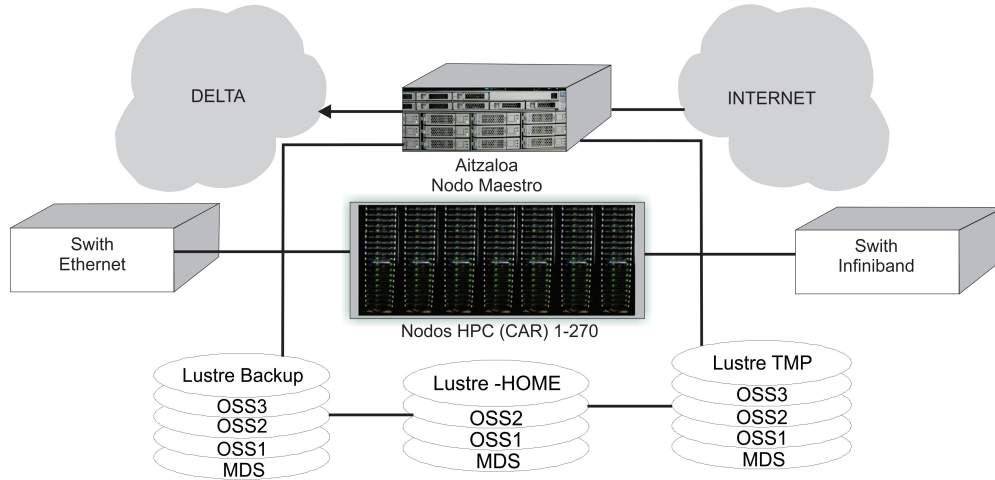 DELTA
INTERNET
Aitzaloa
Nodo Maestro
Swith
Ethernet
Swith
Infiniband
Nodos HPC (CAR) 1-270
Lustre Backup
OSS3
OSS2
OSS1
MDS
Lustre -HOME
OSS2
OSS1
MDS
Lustre TMP
OSS3
OSS2
OSS1
MDS